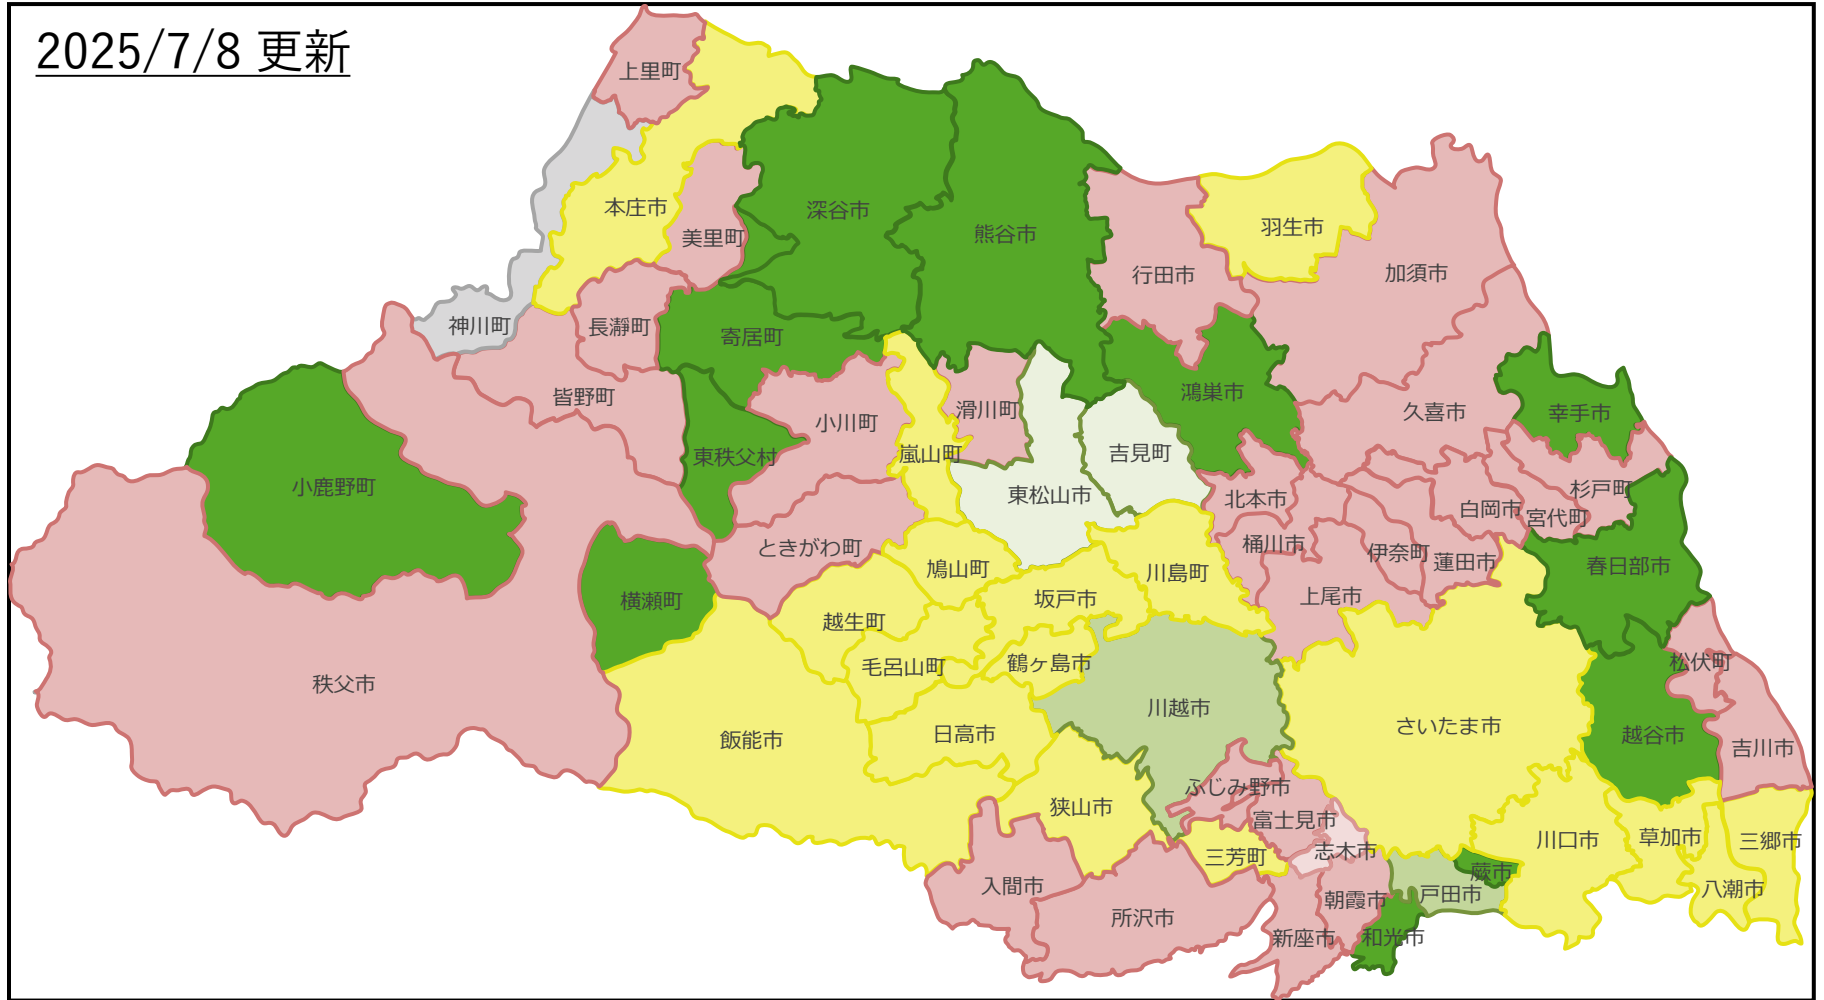 2025/7/8 更新
上里町
本庄市
深谷市
熊谷市
美里町
羽生市
行田市
加須市
神川町
長瀞町
寄居町
皆野町
鴻巣市
久喜市
幸手市
小川町
滑川町
嵐山町
吉見町
東秩父村
小鹿野町
東松山市
北本市
白岡市
杉戸町
宮代町
ときがわ町
桶川市
伊奈町
蓮田市
春日部市
鳩山町
川島町
横瀬町
坂戸市
上尾市
越生町
毛呂山町
鶴ヶ島市
松伏町
秩父市
川越市
さいたま市
飯能市
日高市
越谷市
吉川市
ふじみ野市
狭山市
富士見市
川口市
草加市
三郷市
三芳町
志木市
蕨市
入間市
戸田市
八潮市
朝霞市
所沢市
新座市
和光市